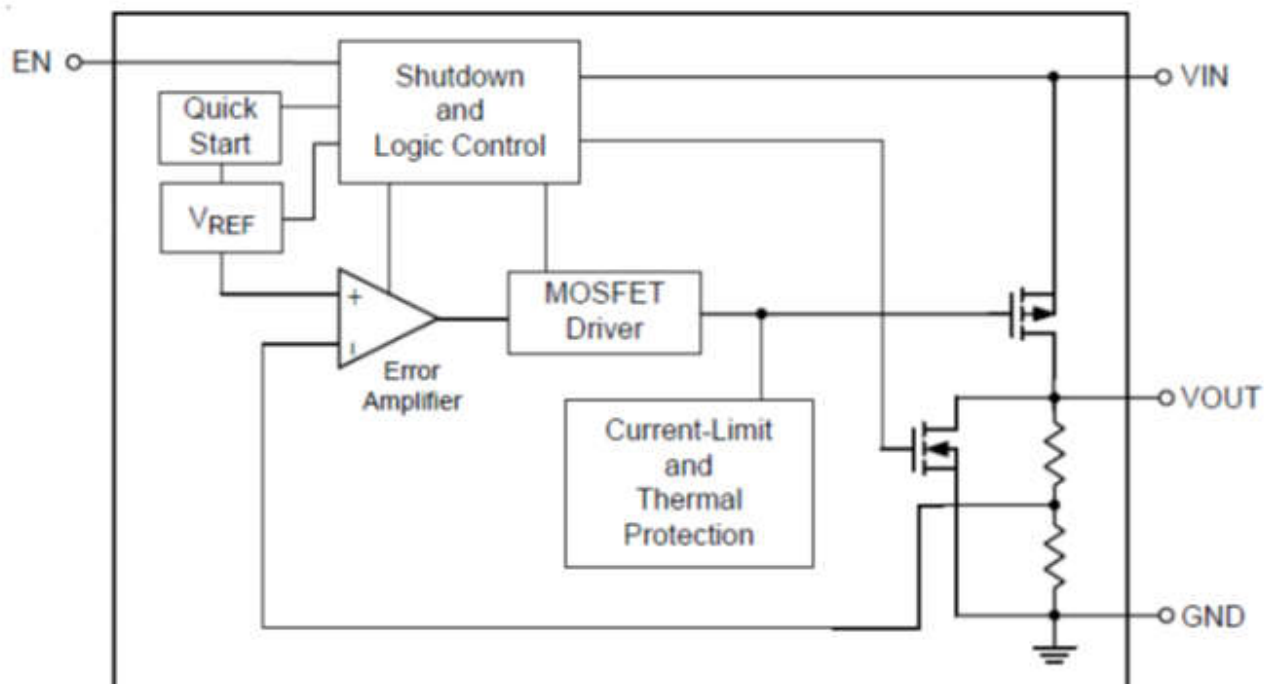 EN
Shutdown
and
Logic Control
VIN
Quick
Start
VREF
+
-
MOSFET
Driver
Error
Amplifier
VOUT
Current-Limit
and
Thermal
Protection
GND